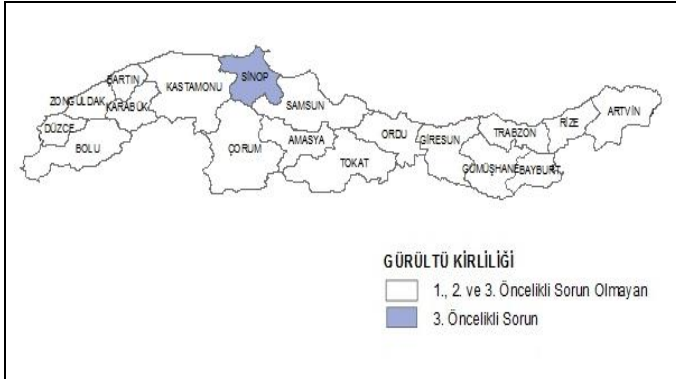 SİNOP
BARTIN
KASTAMONU
ZONGULDAK
KARABÜK
SAMSUN
ARTVİN
DÜZCE
ORDU
TRABZON
RİZE
BOLU
ÇORUM
AMASYA
GİRESUN
TOKAT
GÜMÜŞHANE
BAYBURT
GÜRÜLTÜ KİRLİLİĞİ
1., 2. ve 3. Öncelikli Sorun Olmayan
3. Öncelikli Sorun